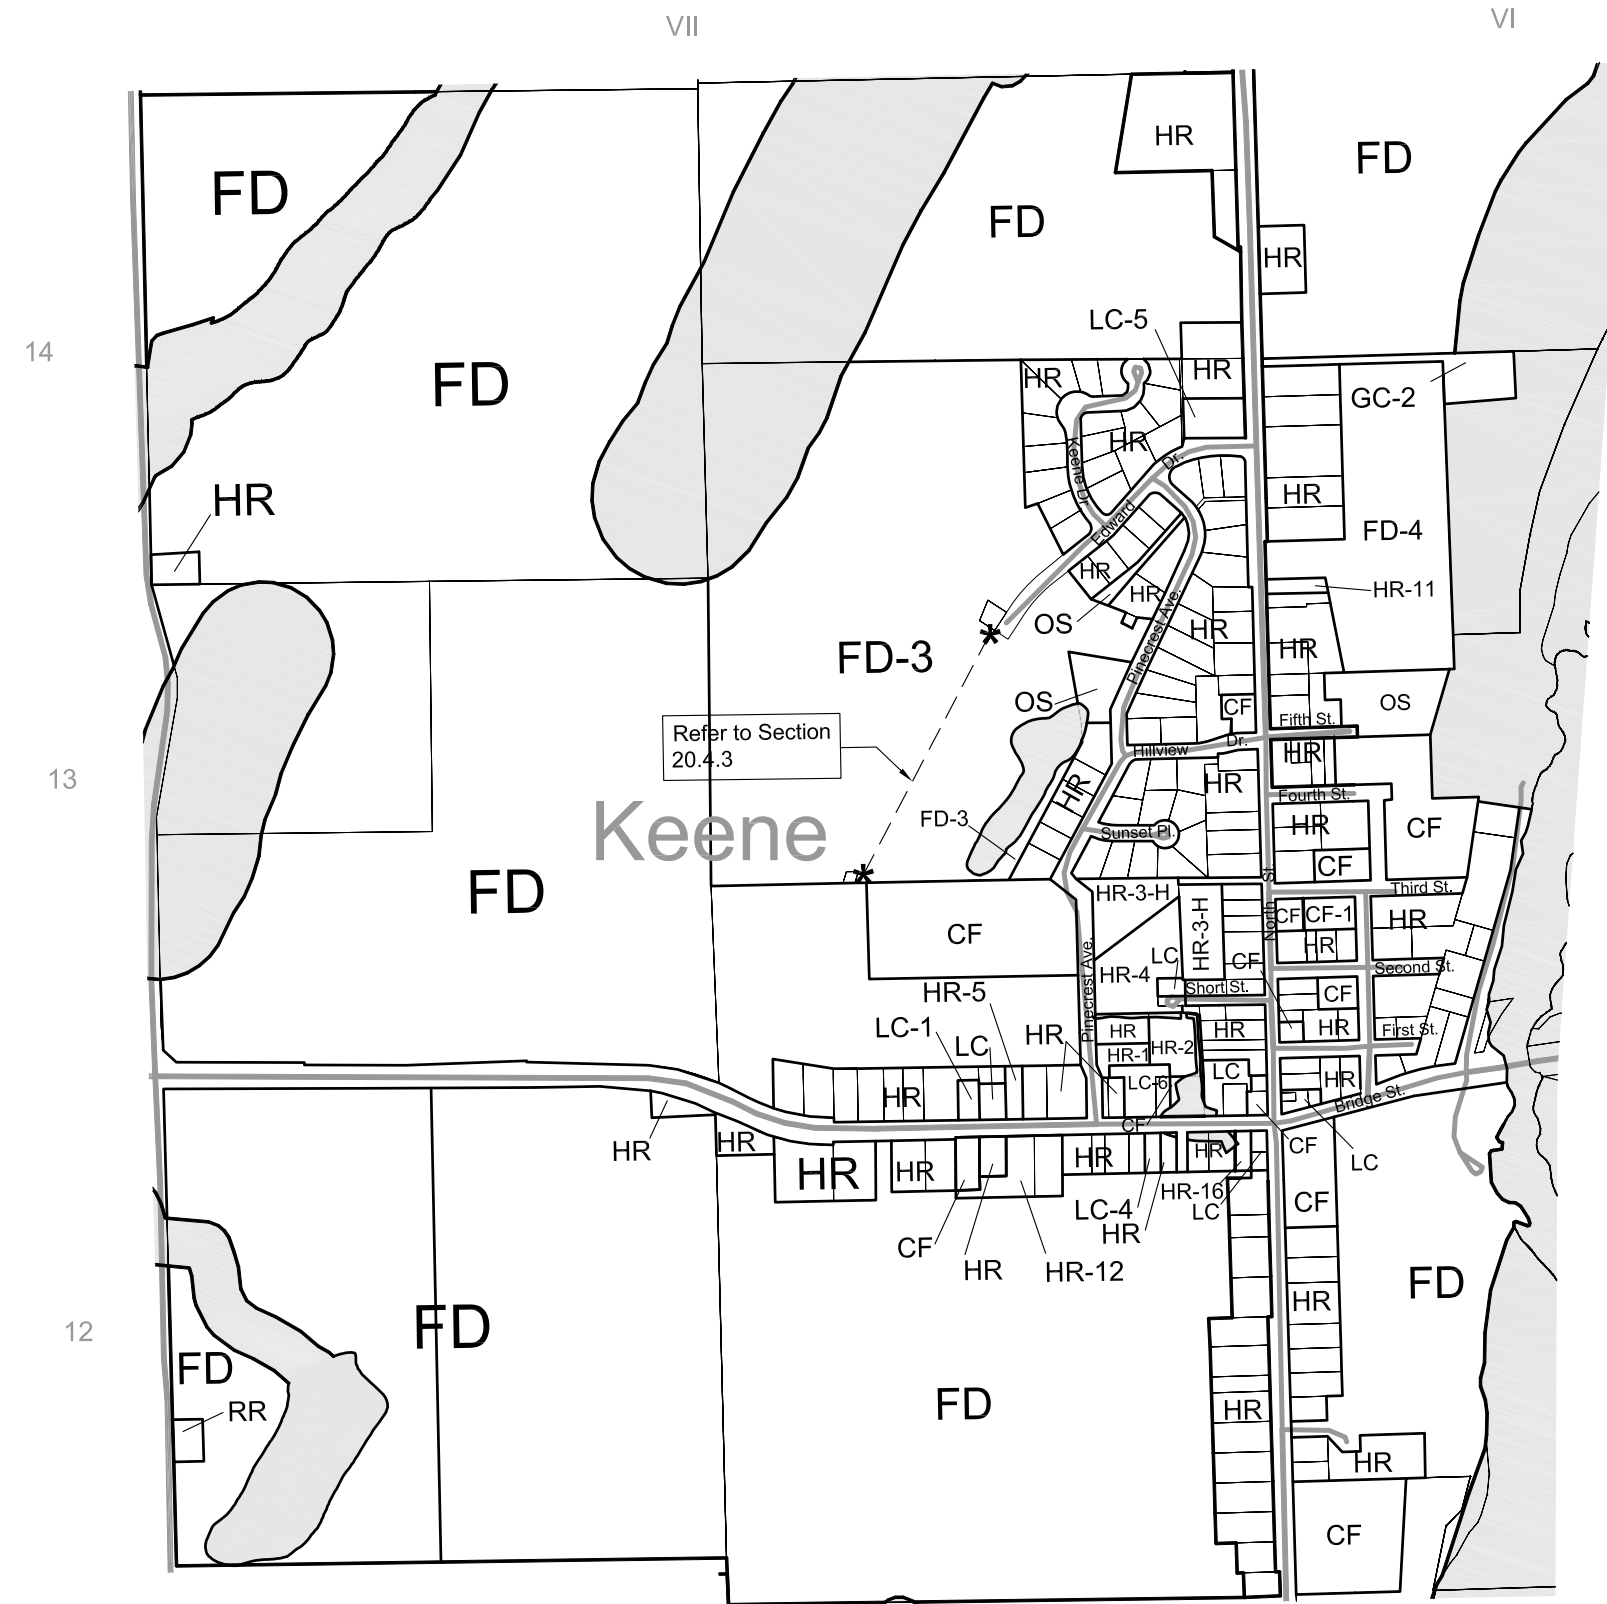 VII
VI
HR
FD
FD
FD
HR
LC-5
14
HR
HR
FD
GC-2
HR
Keene Dr.
Dr.
HR
HR
FD-4
Edward
HR
HR
HR-11
OS
Pinecrest Ave.
HR
HR
FD-3
OS
OS
CF
Fifth St.
Refer to Section
20.4.3
Hillview
Dr.
HR
13
HR
HR
Fourth St.
Keene
FD-3
Sunset Pl.
HR
CF
CF
North St.
FD
HR-3-H
Third St.
CF
HR-3-H
CF
CF-1
HR
HR
LC
CF
HR-4
Second St.
Pinecrest Ave.
Short St.
HR-5
CF
LC-1
HR
HR
HR
HR
First St.
LC
HR-1
HR-2
LC
HR
LC-6
HR
Bridge St.
CF
HR
HR
HR
HR
HR
HR
CF
LC
HR-16
LC
CF
LC-4
HR
CF
HR
HR-12
FD
HR
12
FD
FD
RR
FD
HR
HR
CF